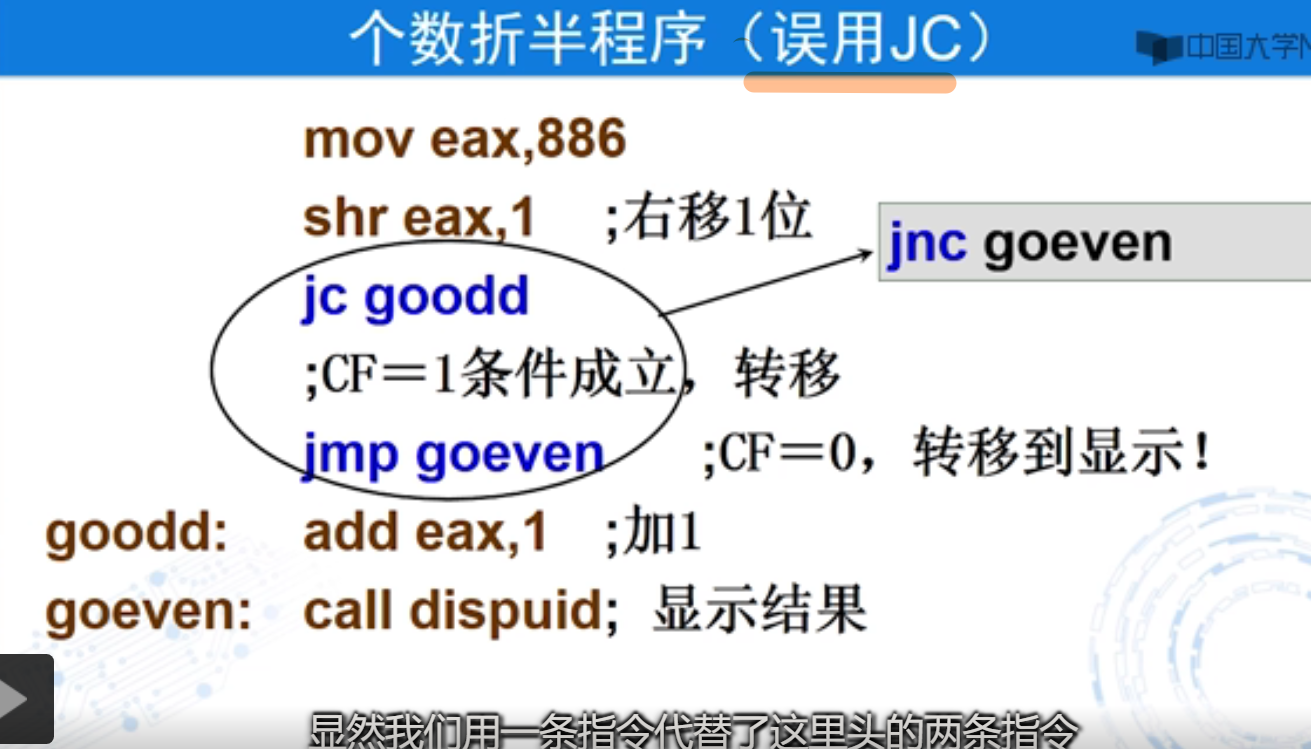 个数折半程序（误用JC）
中国大学M
mov eax,886
shr eax,1 ;右移1位
jnc goeven
jc goodd
;CF＝1条件成立，转移
jmp goeven ;CF＝0，转移到显示！
goodd: add eax,1 ;加1
goeven: call dispuid; 显示结果
显然我们用一条指令代替了这里头的两条指令